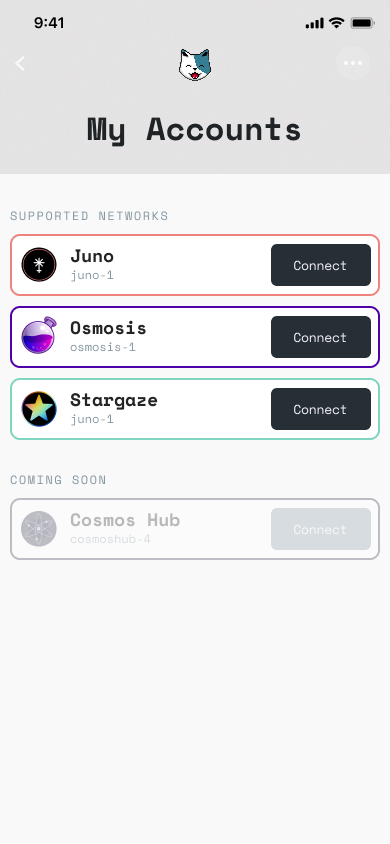 9:41
My Accounts
SUPPORTED NETWORKS
Juno
juno-1
Connect
Osmosis
osmosis-1
Connect
Stargaze
juno-1
Connect
COMING SOON
Cosmos Hub
cosmoshub-4
Connect